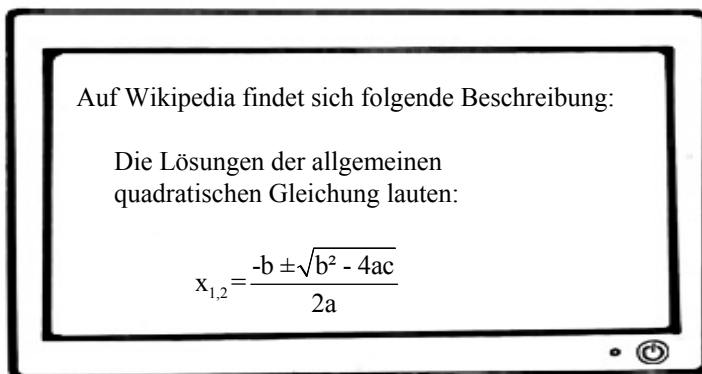 Auf Wikipedia findet sich folgende Beschreibung:
Die Lösungen der allgemeinen
quadratischen Gleichung lauten:
x₁,₂ = (-b ± √(b² - 4ac)) / 2a